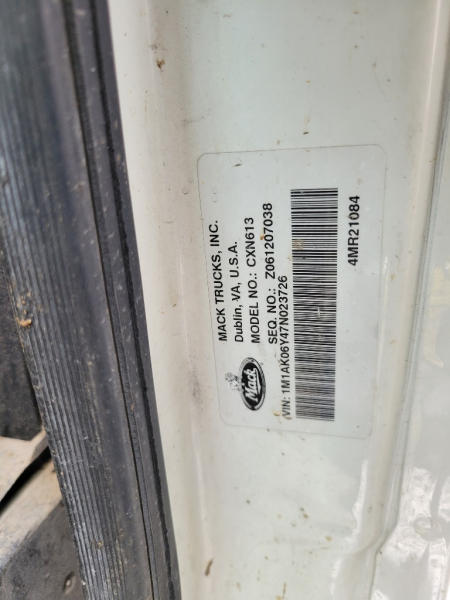 MACK TRUCKS, INC.
Dublin, VA, U.S.A.
MODEL NO.: CXN613
SEQ. NO.: Z061207038
Mack
VIN: 1M1AK06Y47N023726
4MR21084